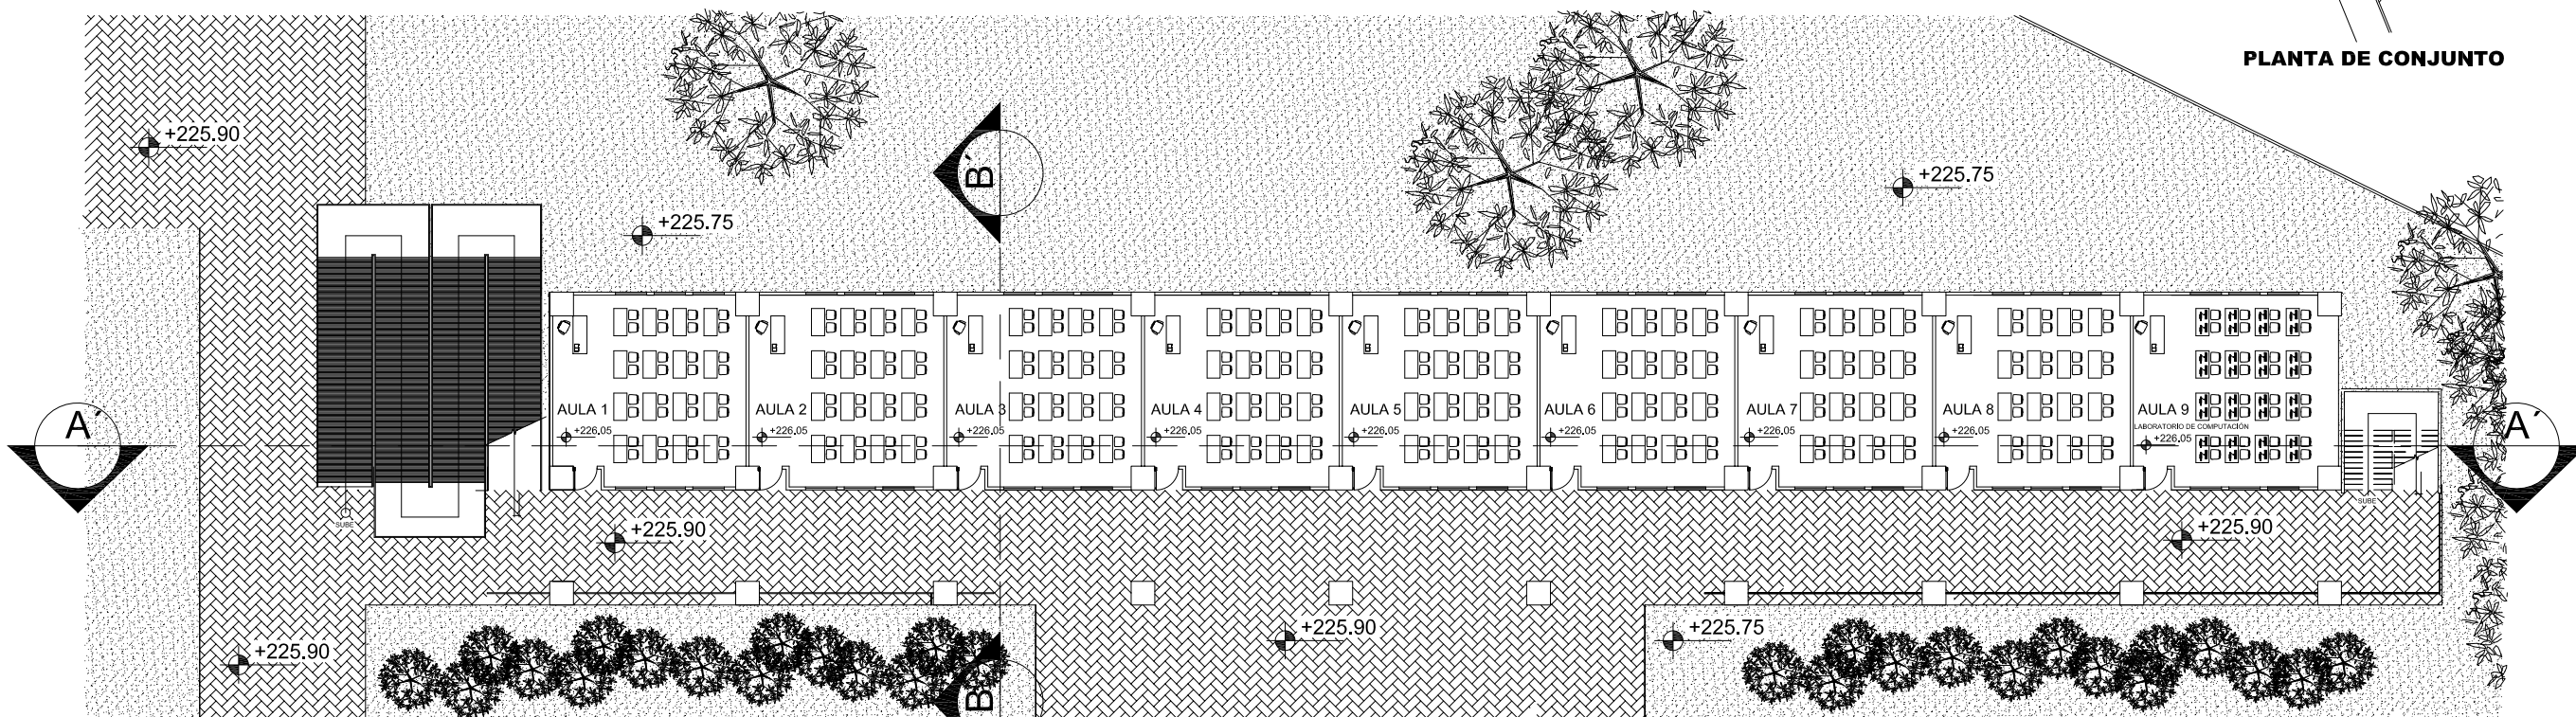 PLANTA DE CONJUNTO
+225.90
B´
+225.75
+225.75
A´
AULA 1
+226.05
AULA 2
+226.05
AULA 3
+226.05
AULA 4
+226.05
AULA 5
+226.05
AULA 6
+226.05
AULA 7
+226.05
AULA 8
+226.05
AULA 9
LABORATORIO DE COMPUTACIÓN
+226.05
A´
SUBE
SUBE
+225.90
+225.90
+225.90
+225.90
+225.75
B